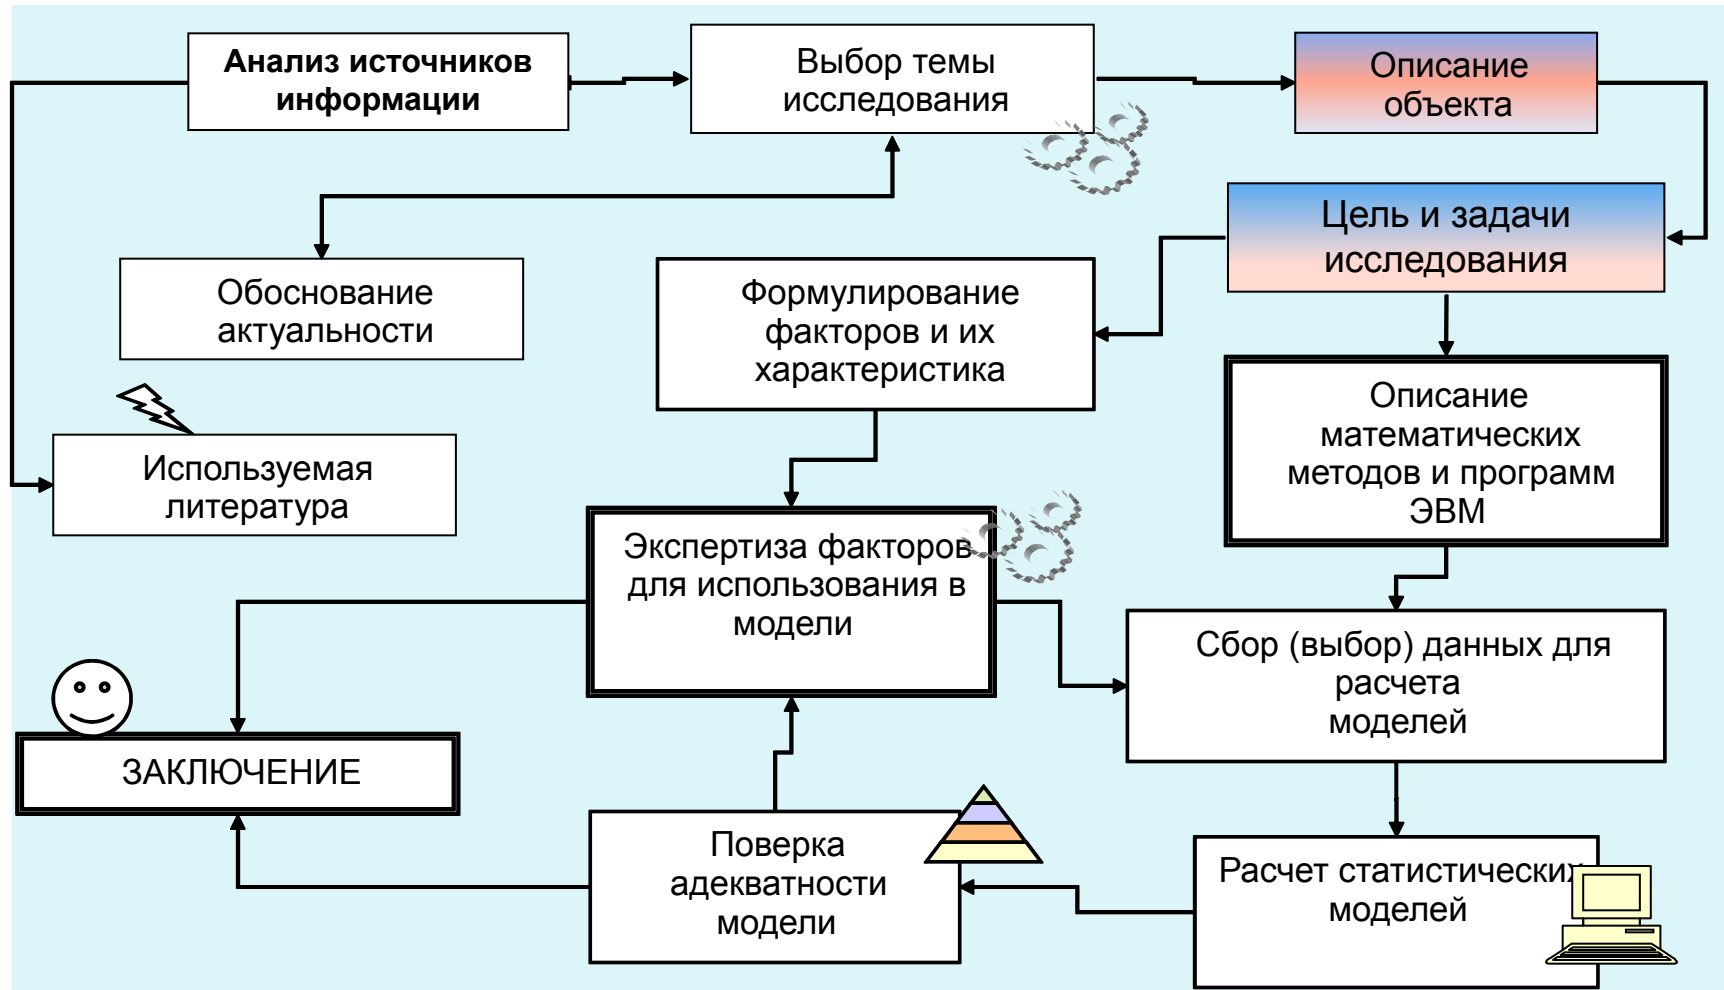 Анализ источников
информации
Выбор темы
исследования
Описание
объекта
Цель и задачи
исследования
Обоснование
актуальности
Формулирование
факторов и их
характеристика
Описание
математических
методов и программ
ЭВМ
Используемая
литература
Экспертиза факторов
для использования в
модели
Сбор (выбор) данных для
расчета
моделей
ЗАКЛЮЧЕНИЕ
Поверка
адекватности
модели
Расчет статистических
моделей